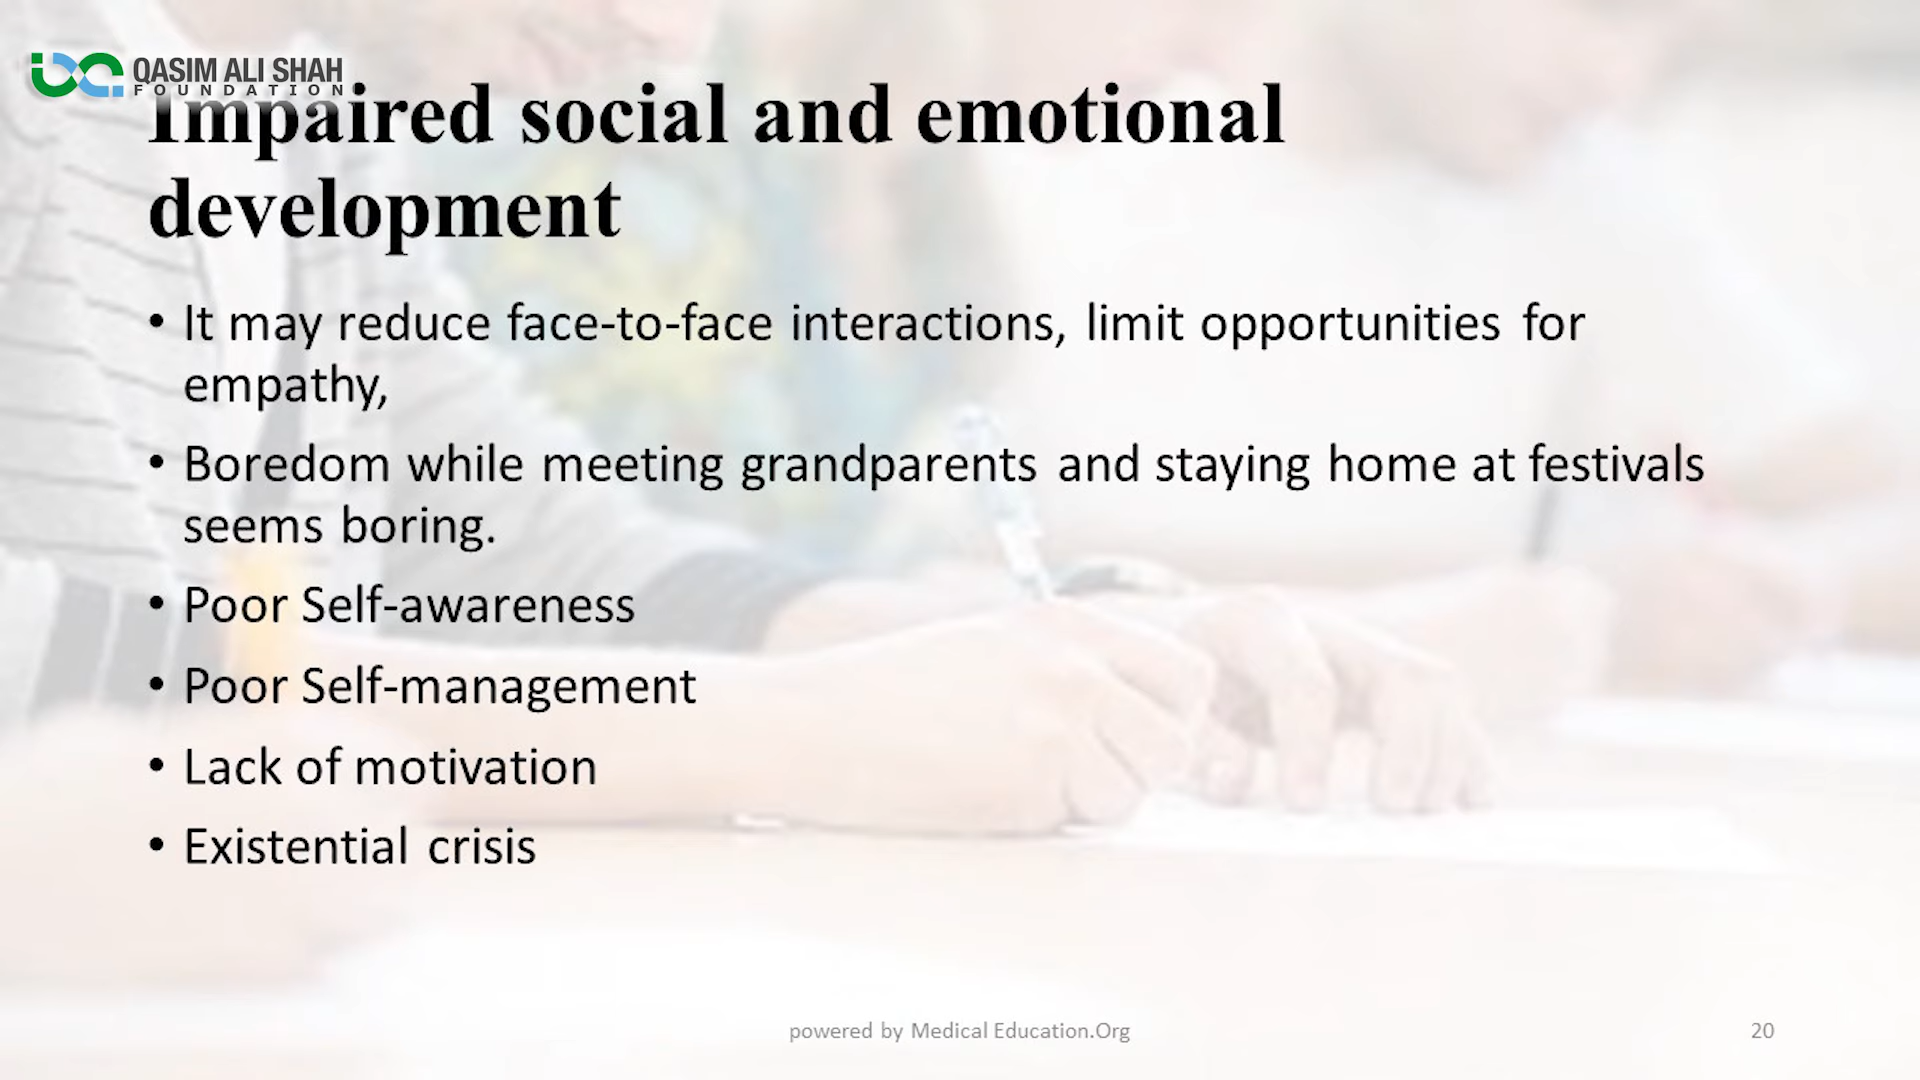 QASIM ALI SHAH
FOUNDATION
Impaired social and emotional
development
• It may reduce face-to-face interactions, limit opportunities for
empathy,
• Boredom while meeting grandparents and staying home at festivals
seems boring.
• Poor Self-awareness
• Poor Self-management
• Lack of motivation
• Existential crisis
powered by Medical Education.Org
20